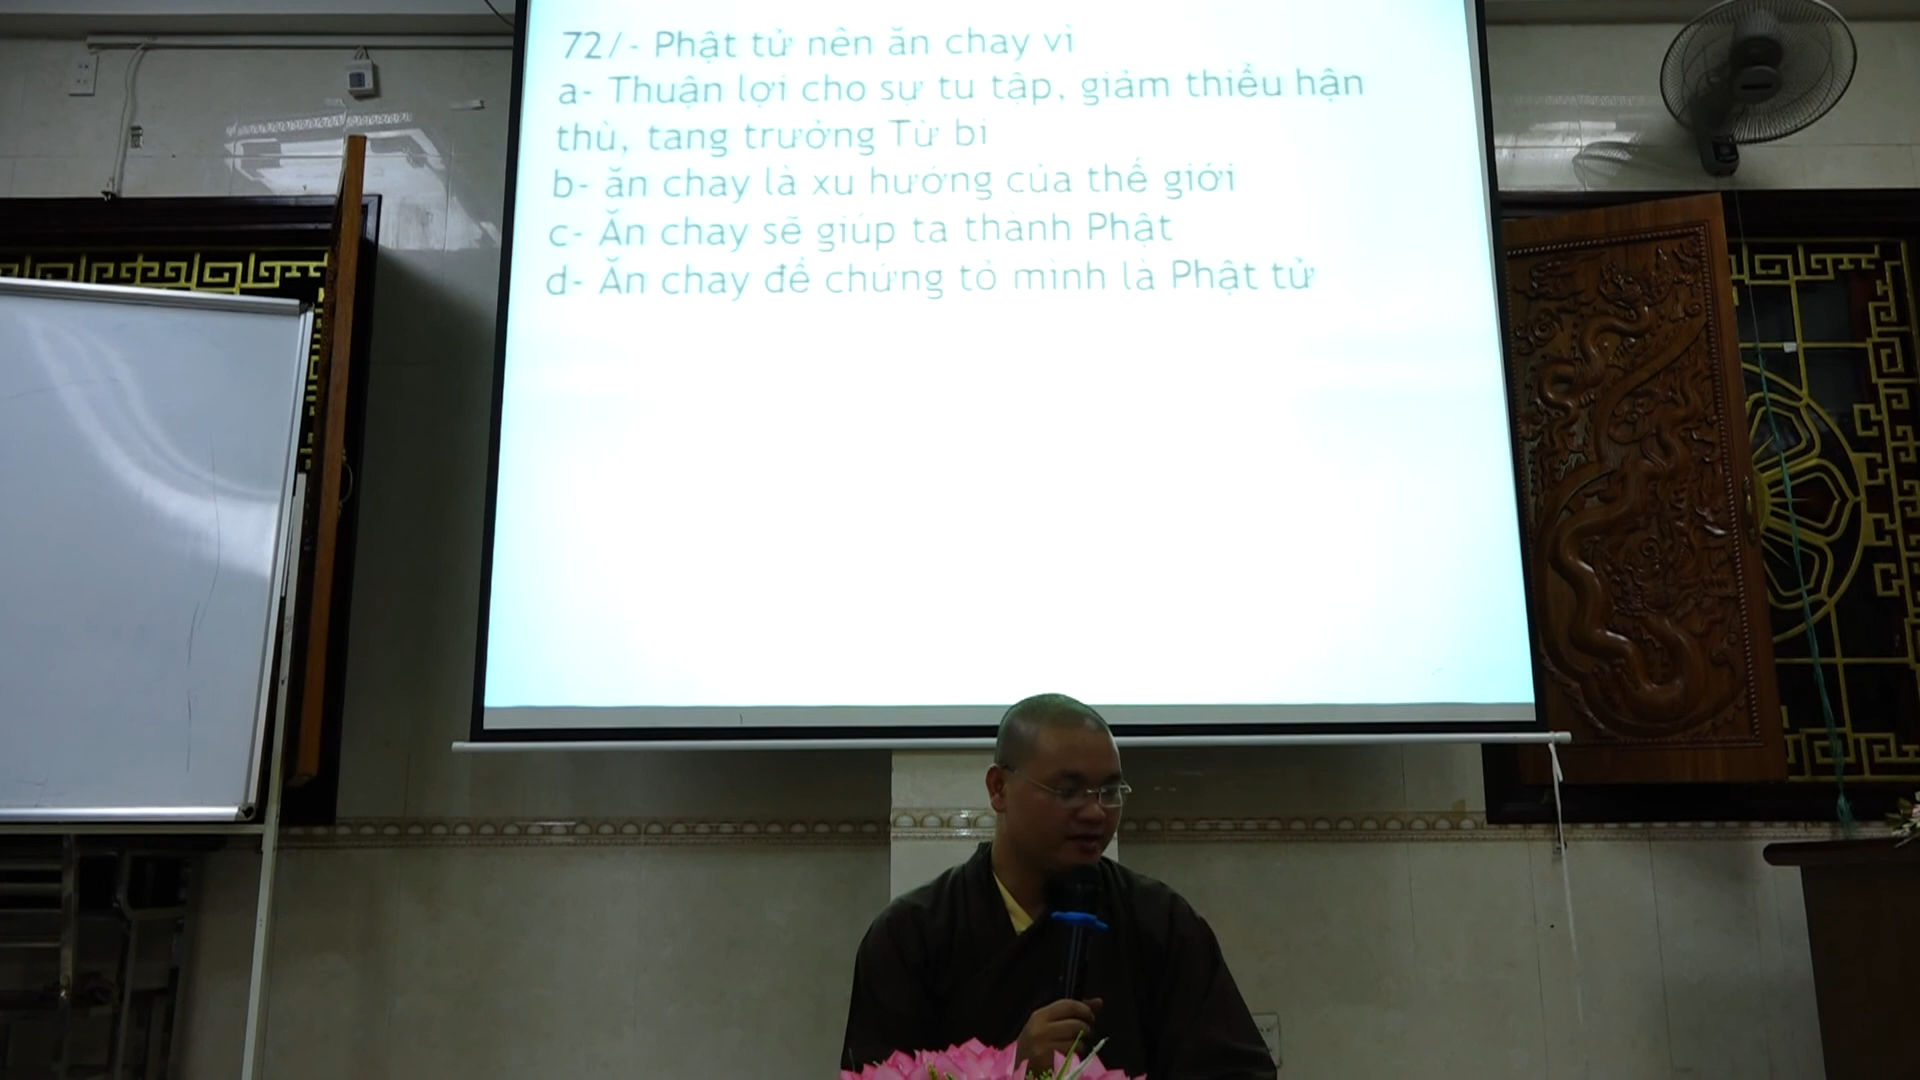 72/- Phật tử nên ăn chay vì
a- Thuận lợi cho sự tu tập, giảm thiểu hận
thù, tang trưởng Từ bi
b- ăn chay là xu hướng của thế giới
c- Ăn chay sẽ giúp ta thành Phật
d- Ăn chay để chứng tỏ mình là Phật tử